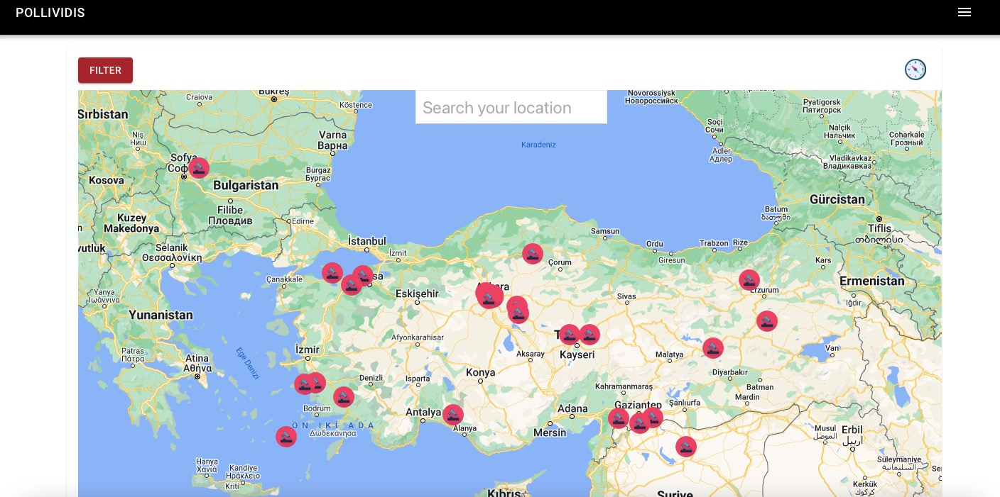 POLLIVIDIS
FILTER
Search your location
Craiova
Bükreş
Köstence
Novorossiysk
Новороссийск
Pyatigorsk
Пятигорск
Sırbistan
Niş
Ниш
Varna
Варна
Karadeniz
Soçi
Сочи
Nalçik
Нальчик
Coharkale
Грозный
Adler
Адлер
Vladikavkaz
Владикавказ
Sofya
Соф
Kosova
Burgaz
Бургас
Bulgaristan
Gürcistan
Filibe
Пловдив
Kuzey
Makedonya
Edirne
Batum
ბათუმი
Tiflis
თბილისი
vutluk
Selanik
Θεσσαλονίκη
İstanbul
İzmit
Samsun
Ordu
Giresun
Trabzon
Rize
Kars
Çorum
Çanakkale
sa
Eskişehir
ara
Sivas
Erzurum
Ermenistan
Iğdır
Yanya
Ιωάννινα
Yunanistan
Afyonkarahisar
T
Kayseri
Aksaray
Malatya
Van
Patras
Πάτρα
Atina
Αθήνα
Ege Denizi
İzmir
Denizli
Isparta
Konya
Diyarbakır
Batman
Mardin
Kahramanmaraş
Gaziantep
Şanlıurfa
Bodrum
Antalya
Alanya
Adana
Mersin
ON İKİ ADA
Δωδεκάνησα
Musul
الموصل
Erbil
اربيل
Hanya
Χανιά
Kandiye
Ηράκλειο
Kriti
Süleymaniye
السليمانية
Kerkük
كركوك
Kıbrıs
Suriye